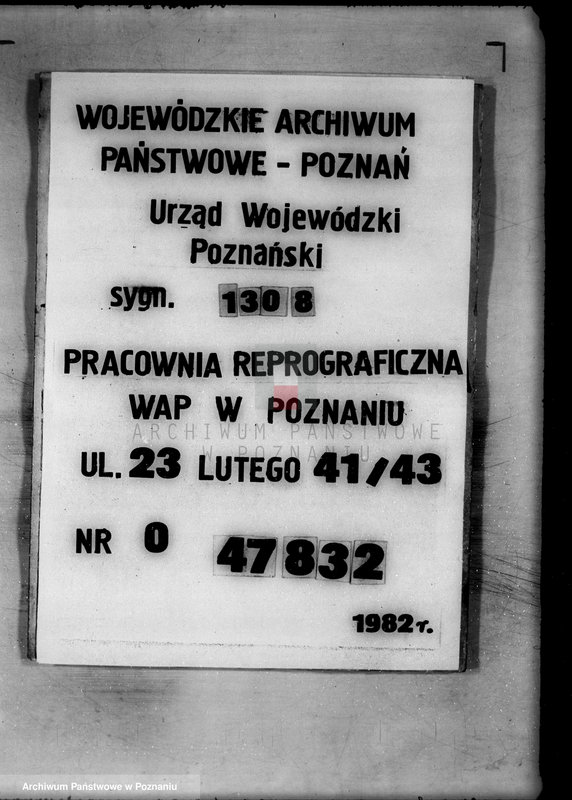 WOJEWÓDZKIE ARCHIWUM
PAŃSTWOWE - POZNAŃ
Urząd Wojewódzki
Poznański
sygn. 1308
PRACOWNIA REPROGRAFICZNA
WAP W POZNANIU
ARCHIWUM PAŃSTWOWE
W POZNANIU
UL. 23 LUTEGO 41/43
NR 0 47832
1982 r.
Archiwum Państwowe w Poznaniu